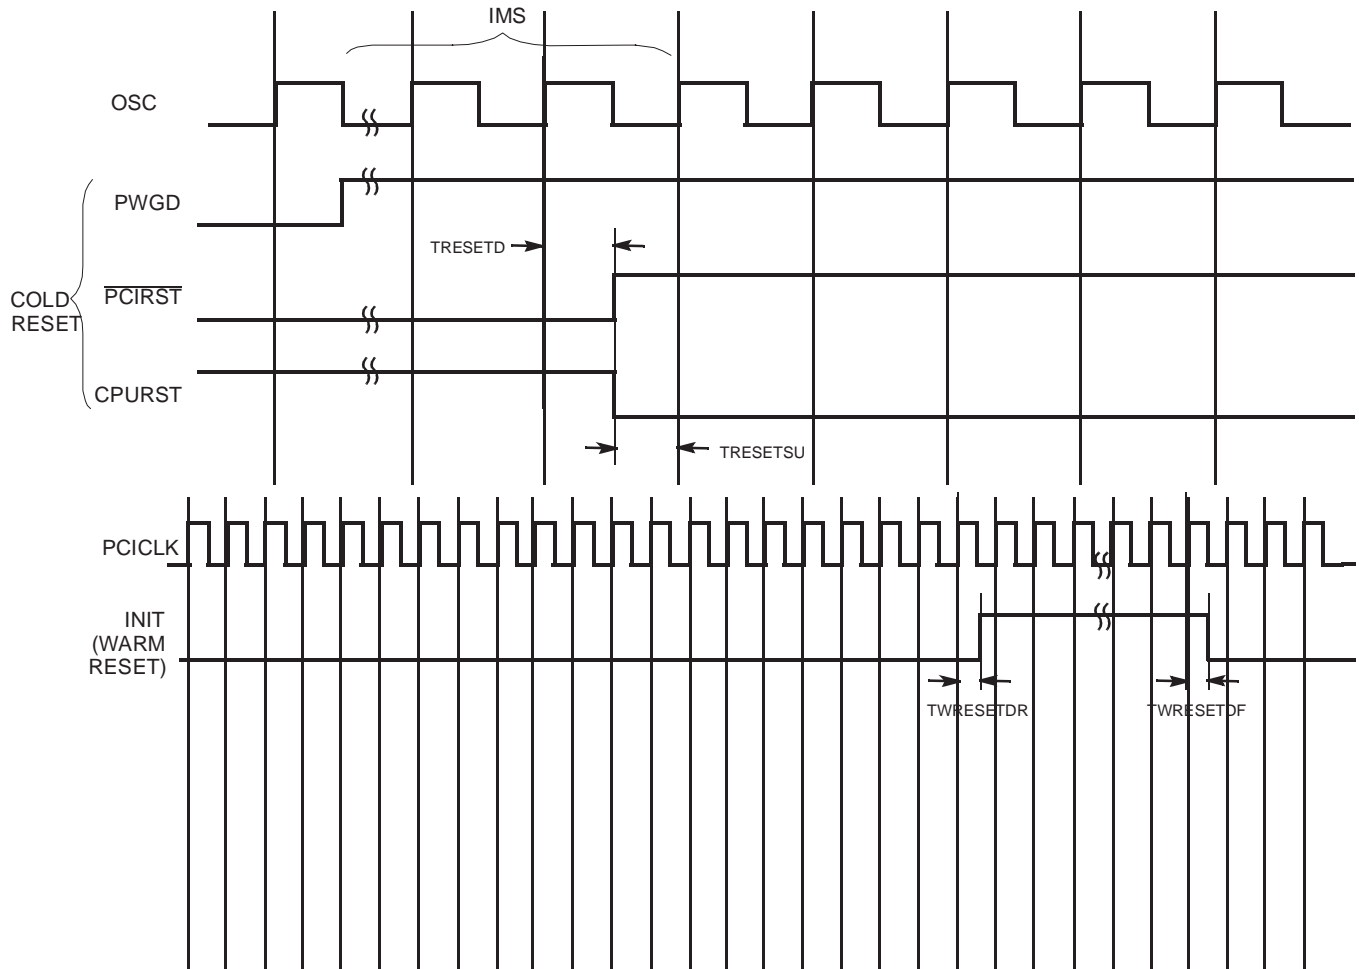 IMS
OSC
PWGD
TRESETD
PCIRST
COLD
RESET
CPURST
TRESETSU
PCICLK
INIT
(WARM
RESET)
TWRESETDR
TWRESETDF